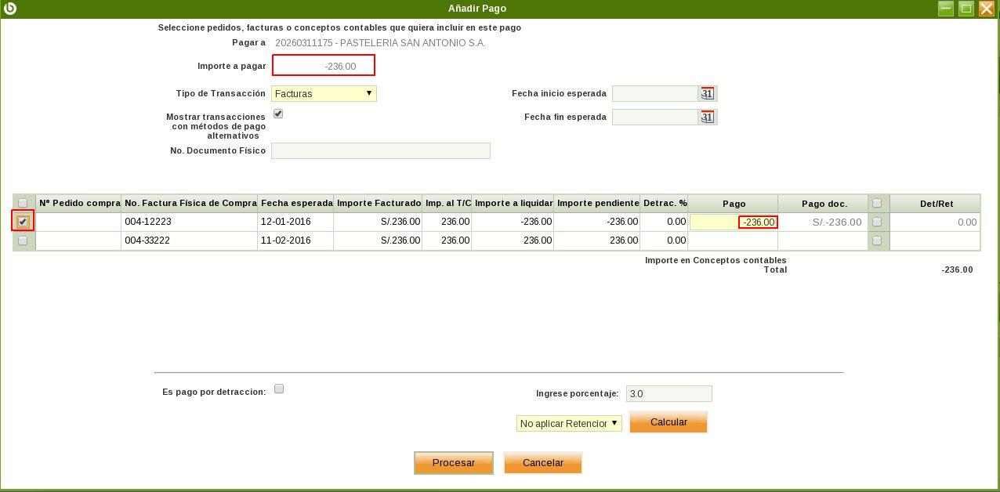 Añadir Pago
Seleccione pedidos, facturas o conceptos contables que quiera incluir en este pago
Pagar a 20260311175 - PASTELERIA SAN ANTONIO S.A.
Importe a pagar -236.00
Tipo de Transacción Facturas Fecha inicio esperada 31
Mostrar transacciones con métodos de pago alternativos Fecha fin esperada 31
No. Documento Físico
Nº Pedido compra No. Factura Física de Compra Fecha esperada Importe Facturado Imp. al T/C Importe a liquidar Importe pendiente Detrac. % Pago Pago doc. Det/Ret
004-12223 12-01-2016 S/.236.00 236.00 -236.00 -236.00 0.00 -236.00 S/.-236.00 0.00
004-33222 11-02-2016 S/.236.00 236.00 236.00 236.00 0.00
Importe en Conceptos contables
Total -236.00
Es pago por detraccion: Ingrese porcentaje: 3.0
No aplicar Retencior Calcular
Procesar Cancelar